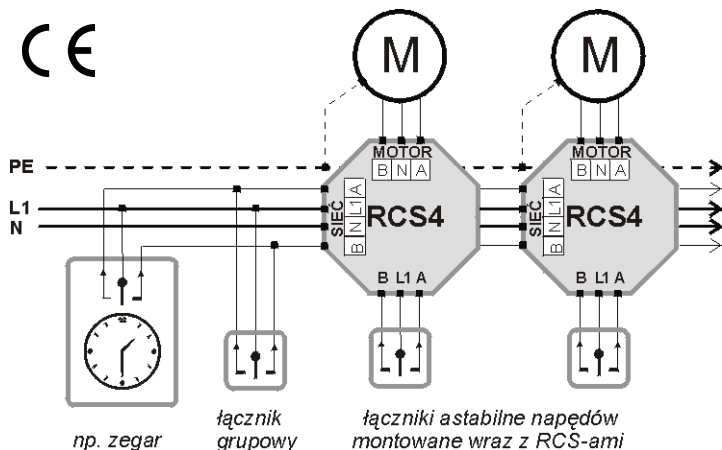 CE
M
M
MOTOR
B N A
MOTOR
B N A
PE
L1
N
SIEĆ
B N L1 A
RCS4
SIEĆ
B N L1 A
RCS4
B L1 A
B L1 A
12
np. zegar
łącznik
grupowy
łączniki astabilne napędów
montowane wraz z RCS-ami